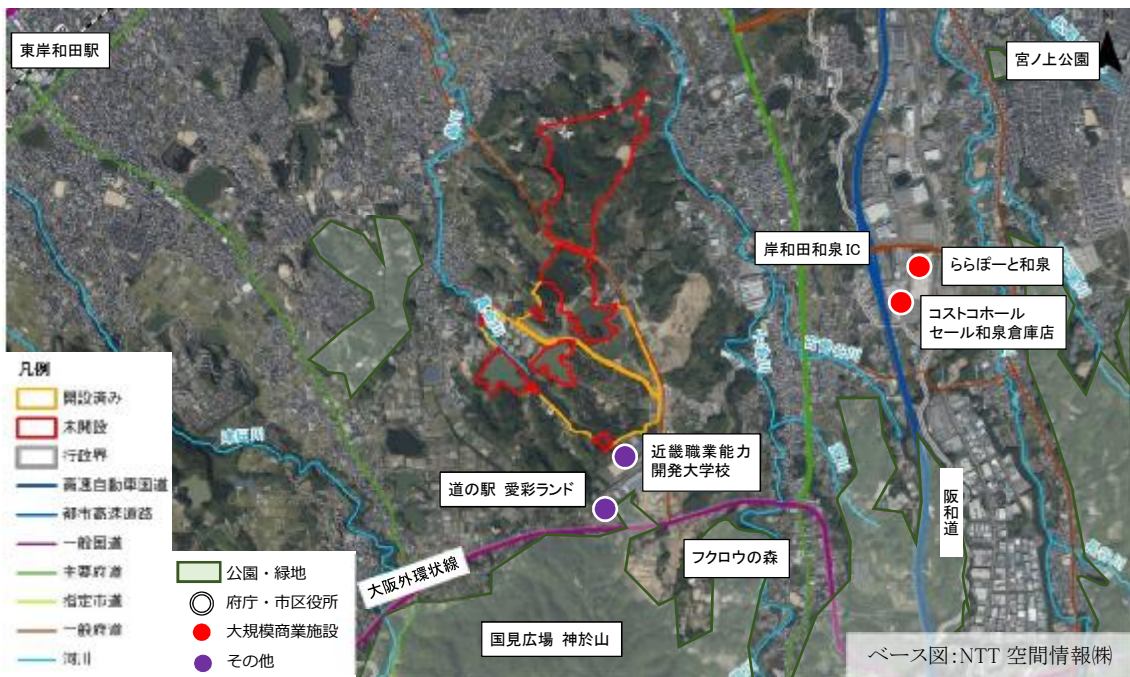 東岸和田駅
宮ノ上公園
岸和田和泉IC
ららぽーと和泉
コストコホール
セール和泉倉庫店
近畿職業能力
開発大学校
道の駅 愛彩ランド
阪和道
フクロウの森
大阪外環状線
国見広場 神於山
凡例
開設済み
未開設
行政界
高速自動車国道
都市高速道路
一般国道
主要府道
指定市道
一般府道
河川
公園・緑地
府庁・市区役所
大規模商業施設
その他
津田川
ベース図:NTT 空間情報㈱